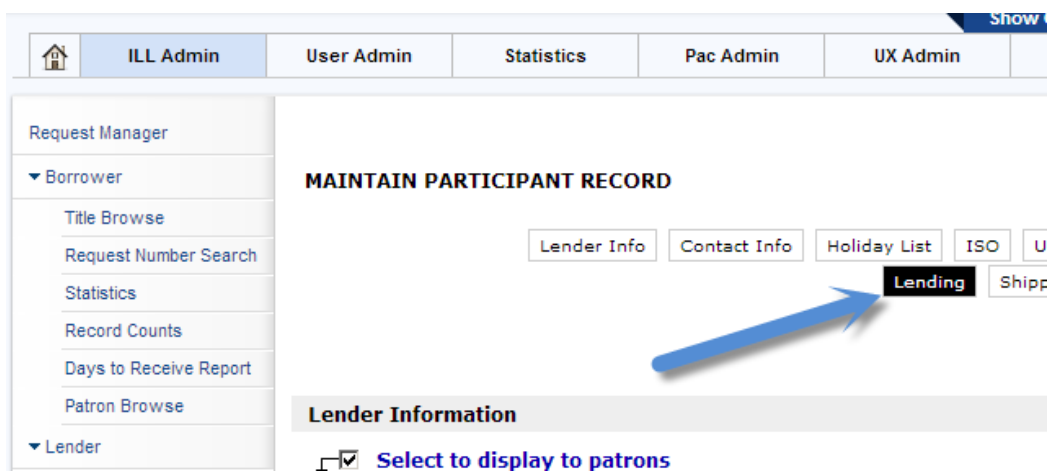 Show
ILL Admin User Admin Statistics Pac Admin UX Admin
Request Manager
Borrower
Title Browse
Request Number Search
Statistics
Record Counts
Days to Receive Report
Patron Browse
Lender
MAINTAIN PARTICIPANT RECORD
Lender Info Contact Info Holiday List ISO
Lending
Lender Information
Select to display to patrons